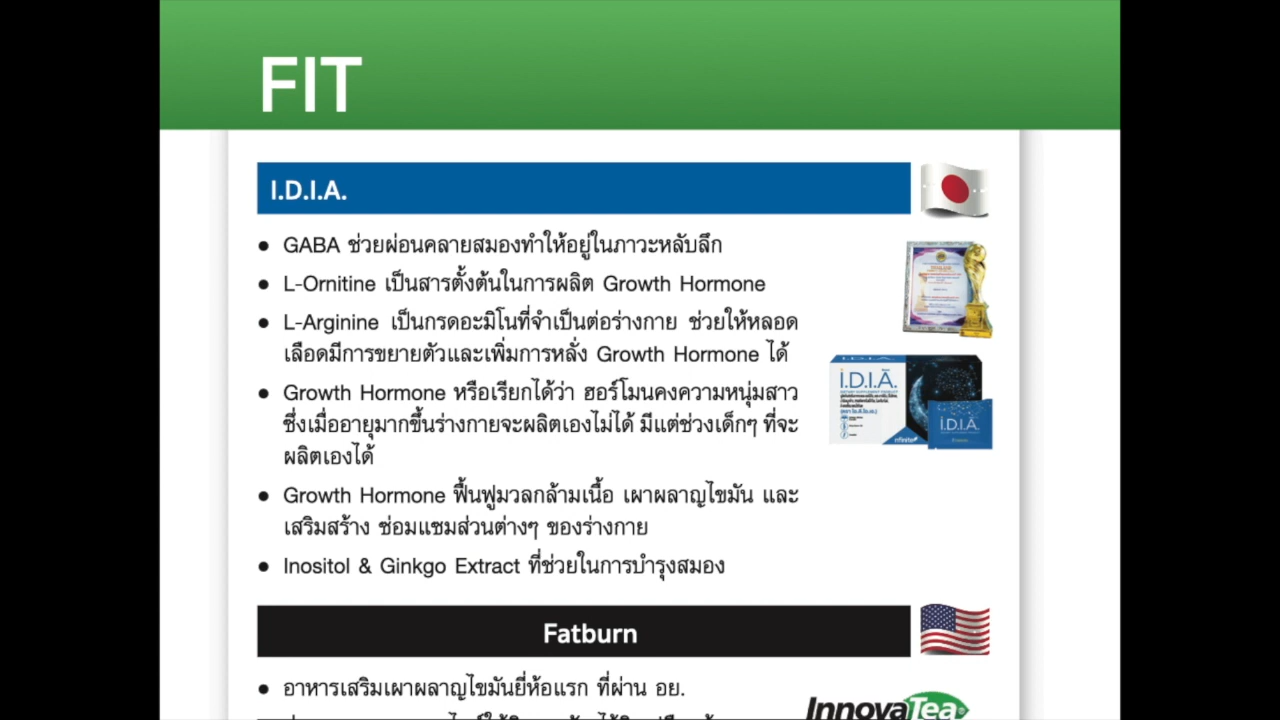 FIT
I.D.I.A.
● GABA ช่วยผ่อนคลายสมองทำให้อยู่ในภาวะหลับลึก
● L-Ornitine เป็นสารตั้งต้นในการผลิต Growth Hormone
● L-Arginine เป็นกรดอะมิโนที่จำเป็นต่อร่างกาย ช่วยให้หลอด
เลือดมีการขยายตัวและเพิ่มการหลั่ง Growth Hormone ได้
● Growth Hormone หรือเรียกได้ว่า ฮอร์โมนคงความหนุ่มสาว
ซึ่งเมื่ออายุมากขึ้นร่างกายจะผลิตเองไม่ได้ มีแต่ช่วงเด็กๆ ที่จะ
ผลิตเองได้
● Growth Hormone ฟื้นฟูมวลกล้ามเนื้อ เผาผลาญไขมัน และ
เสริมสร้าง ซ่อมแซมส่วนต่างๆ ของร่างกาย
● Inositol & Ginkgo Extract ที่ช่วยในการบำรุงสมอง
I.D.I.A.
I.D.I.A.
Fatburn
● อาหารเสริมเผาผลาญไขมันยี่ห้อแรก ที่ผ่าน อย.
InnovaTea